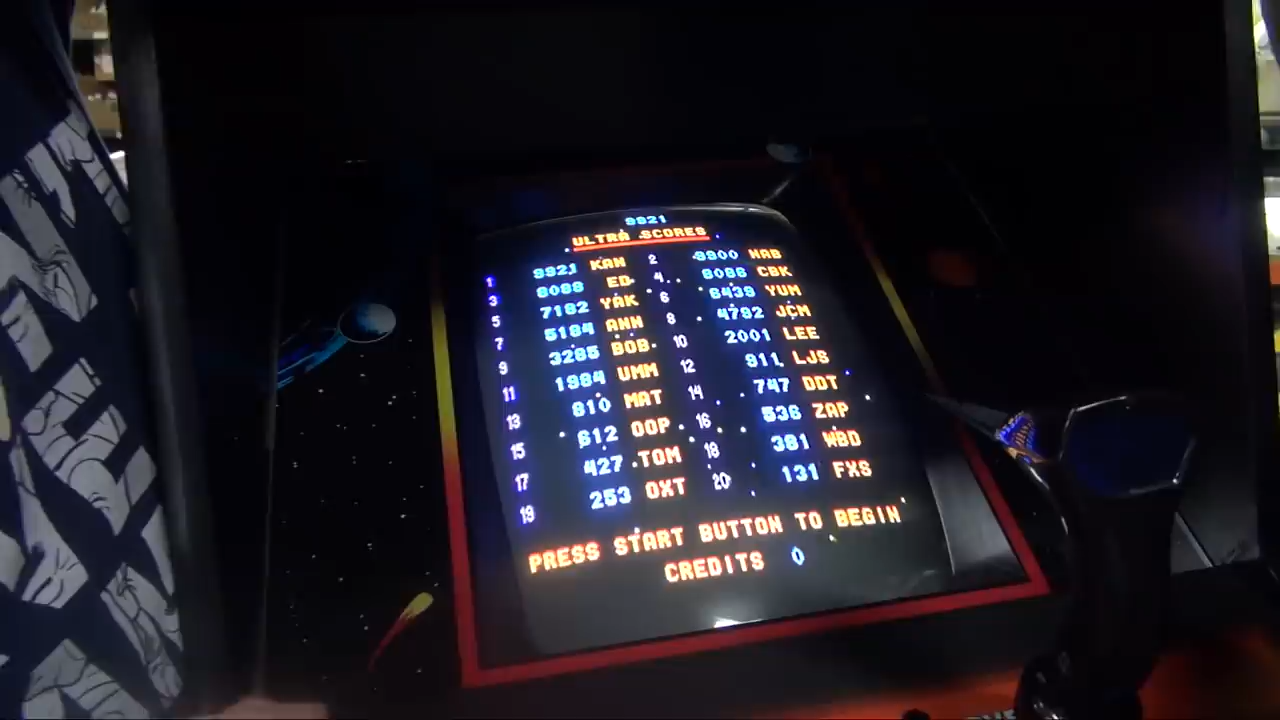 9921
ULTRA SCORES
1 9921 KAN 2 9900 NAB
3 8088 ED 4 8086 CBK
5 7182 YAK 6 6439 YUM
7 5184 ANN 8 4792 JCM
9 3285 BOB 10 2001 LEE
11 1984 UMM 12 911 LJS
13 810 MAT 14 747 DDT
15 612 OOP 16 536 ZAP
17 427 TOM 18 381 WBD
19 253 OXT 20 131 FXS
PRESS START BUTTON TO BEGIN
CREDITS 0